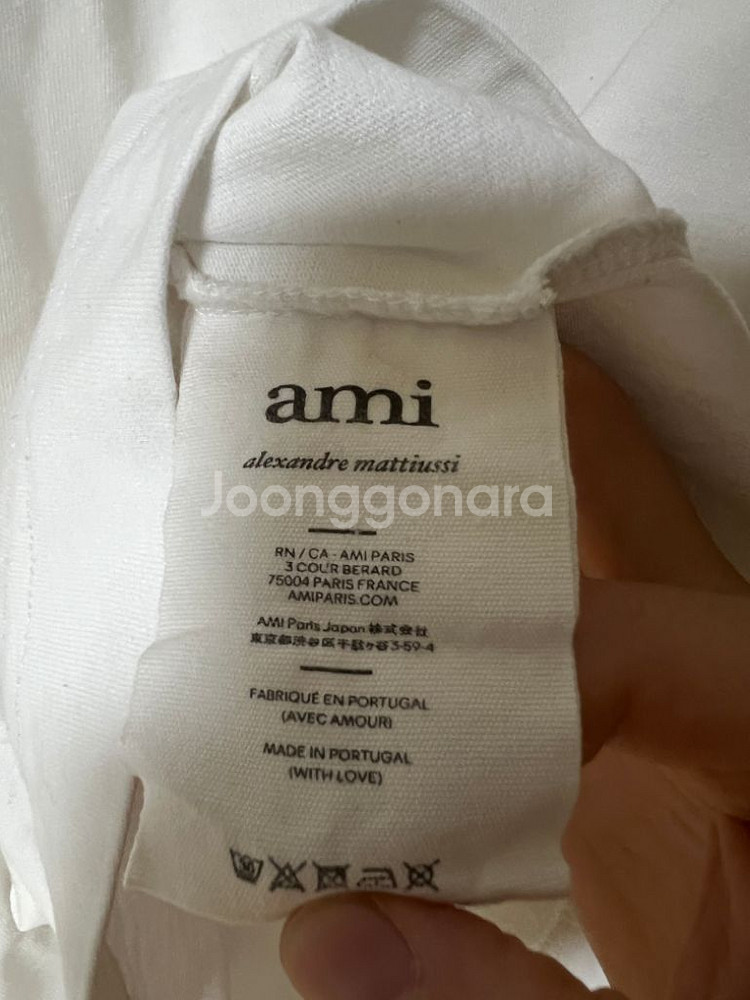 ami
alexandre mattiussi
Joonggonara
RN / CA - AMI PARIS
3 COUR BERARD
75004 PARIS FRANCE
AMIPARIS.COM
AMI Paris Japan 株式会社
東京都渋谷区千駄ヶ谷3-59-4
FABRIQUÉ EN PORTUGAL
(AVEC AMOUR)
MADE IN PORTUGAL
(WITH LOVE)